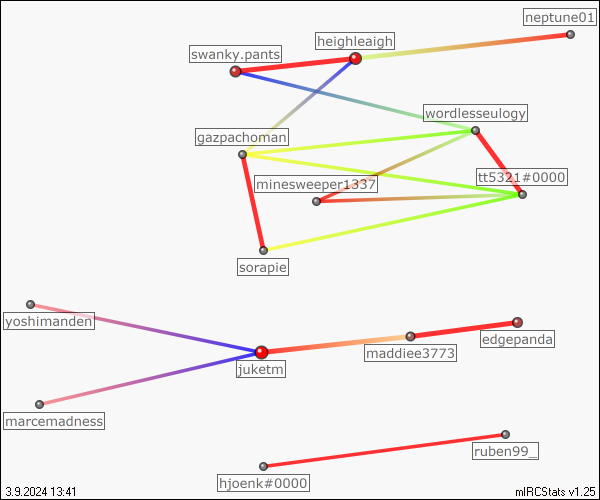 neptune01
heighleaigh
swanky.pants
wordlesseulogy
gazpachoman
tt5321#0000
minesweeper1337
sorapie
yoshimanden
edgepanda
maddiee3773
juketm
marcemadness
ruben99_
hjoenk#0000
3.9.2024 13:41
mIRCStats v1.25